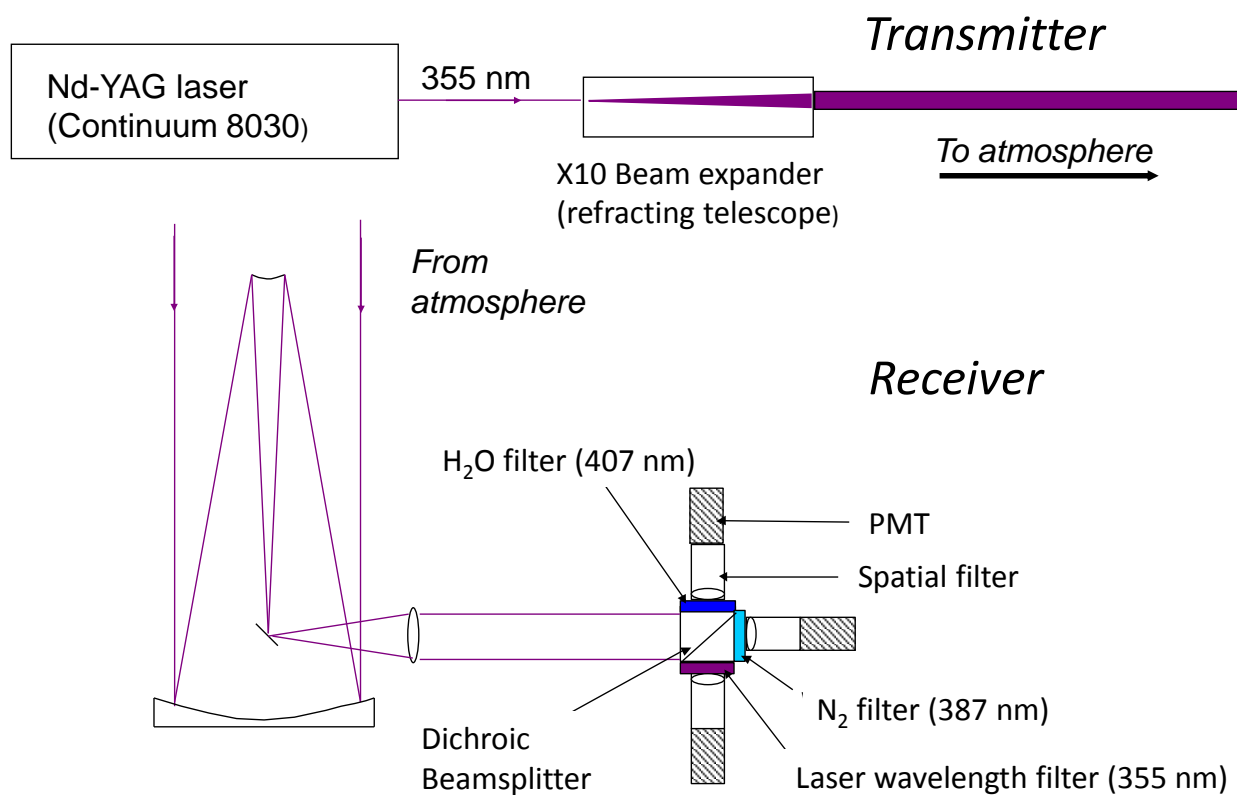 Transmitter
Nd-YAG laser
(Continuum 8030)
355 nm
To atmosphere
X10 Beam expander
(refracting telescope)
From
atmosphere
Receiver
H₂O filter (407 nm)
PMT
Spatial filter
N₂ filter (387 nm)
Dichroic
Beamsplitter
Laser wavelength filter (355 nm)